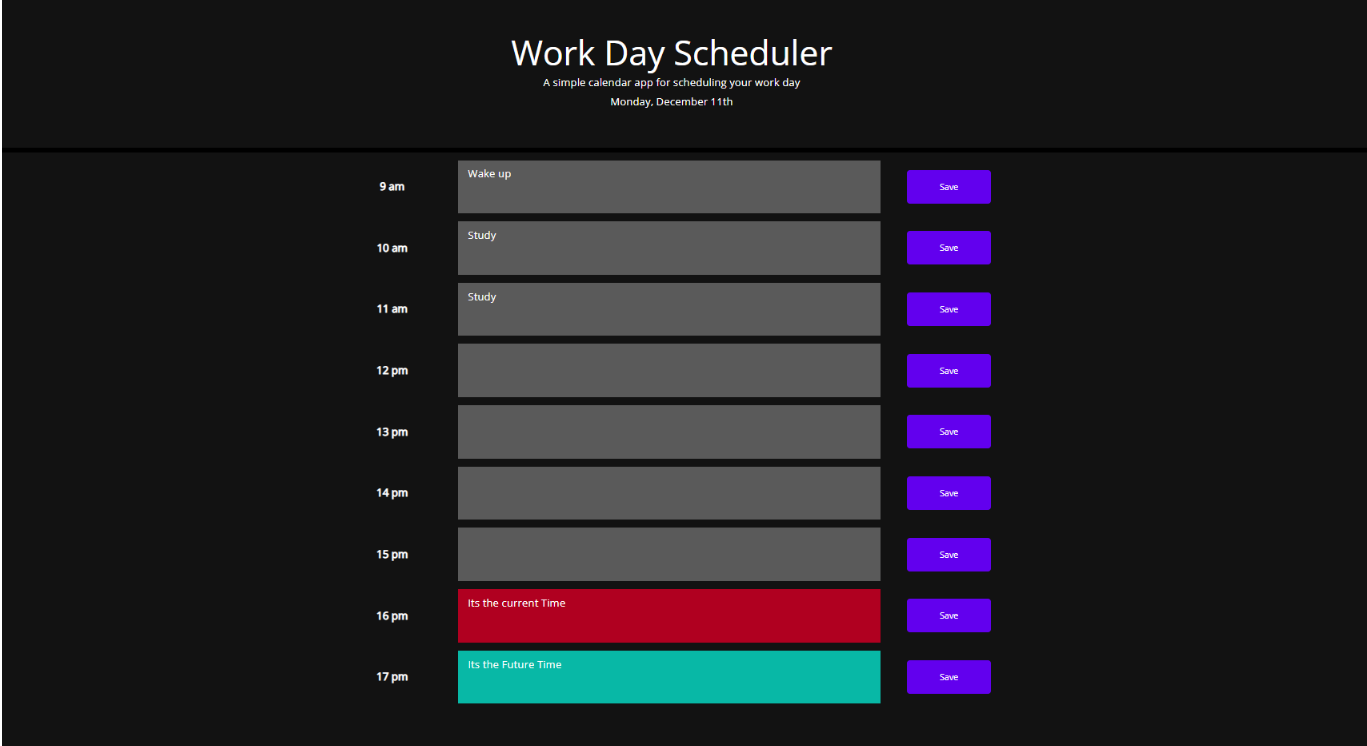 Work Day Scheduler
A simple calendar app for scheduling your work day
Monday, December 11th
9 am Wake up Save
10 am Study Save
11 am Study Save
12 pm Save
13 pm Save
14 pm Save
15 pm Save
16 pm Its the current Time Save
17 pm Its the Future Time Save